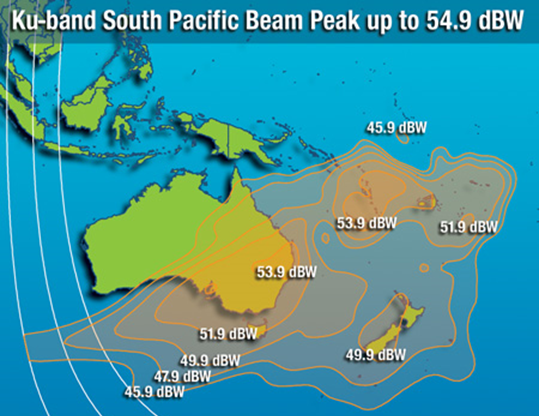 Ku-band South Pacific Beam Peak up to 54.9 dBW
45.9 dBW
53.9 dBW
51.9 dBW
53.9 dBW
51.9 dBW
49.9 dBW
49.9 dBW
47.9 dBW
45.9 dBW